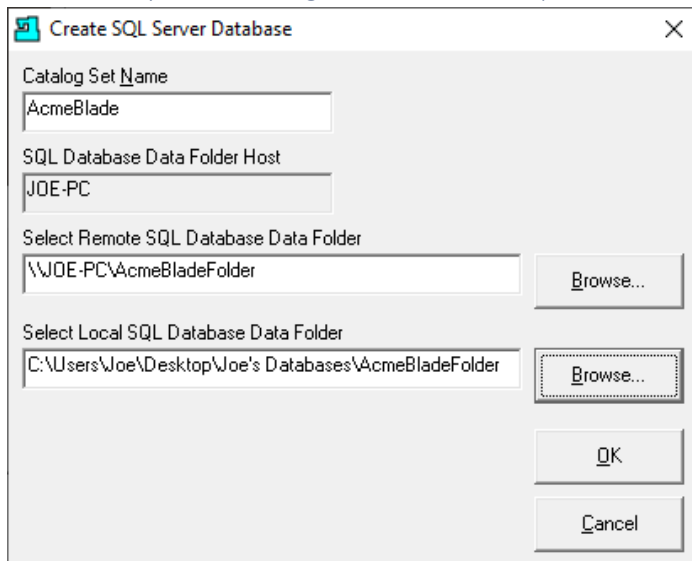 Create SQL Server Database
Catalog Set Name
AcmeBlade
SQL Database Data Folder Host
JOE-PC
Select Remote SQL Database Data Folder
\\JOE-PC\AcmeBladeFolder
Browse...
Select Local SQL Database Data Folder
C:\Users\Joe\Desktop\Joe's Databases\AcmeBladeFolder
Browse...
OK
Cancel